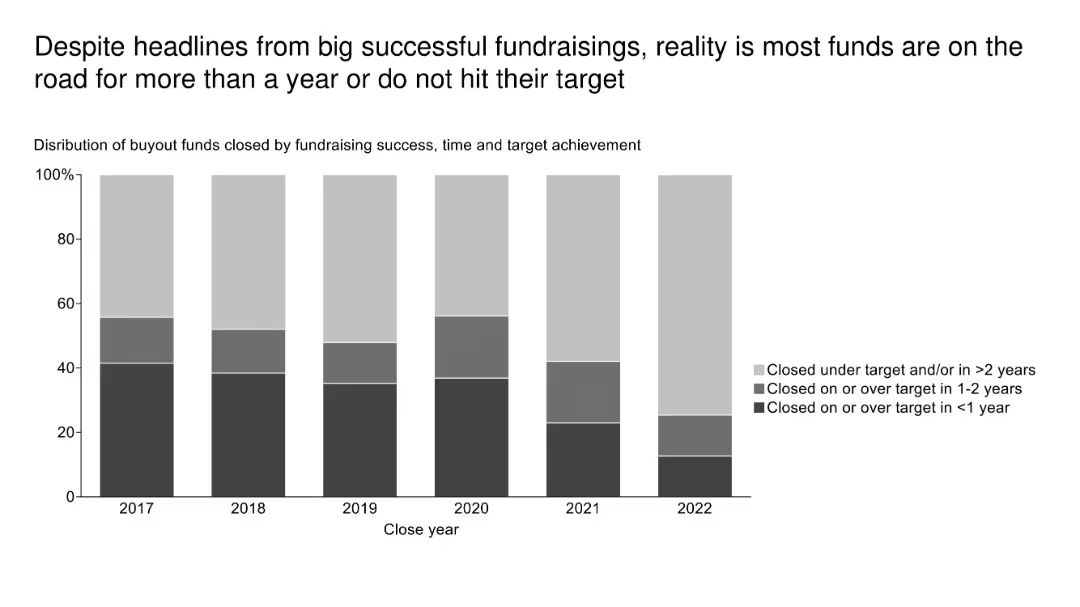 Despite headlines from big successful fundraisings, reality is most funds are on the
road for more than a year or do not hit their target
Disribution of buyout funds closed by fundraising success, time and target achievement
100%
80
60
40
20
0
2017 2018 2019 2020 2021 2022
Close year
Closed under target and/or in >2 years
Closed on or over target in 1-2 years
Closed on or over target in <1 year